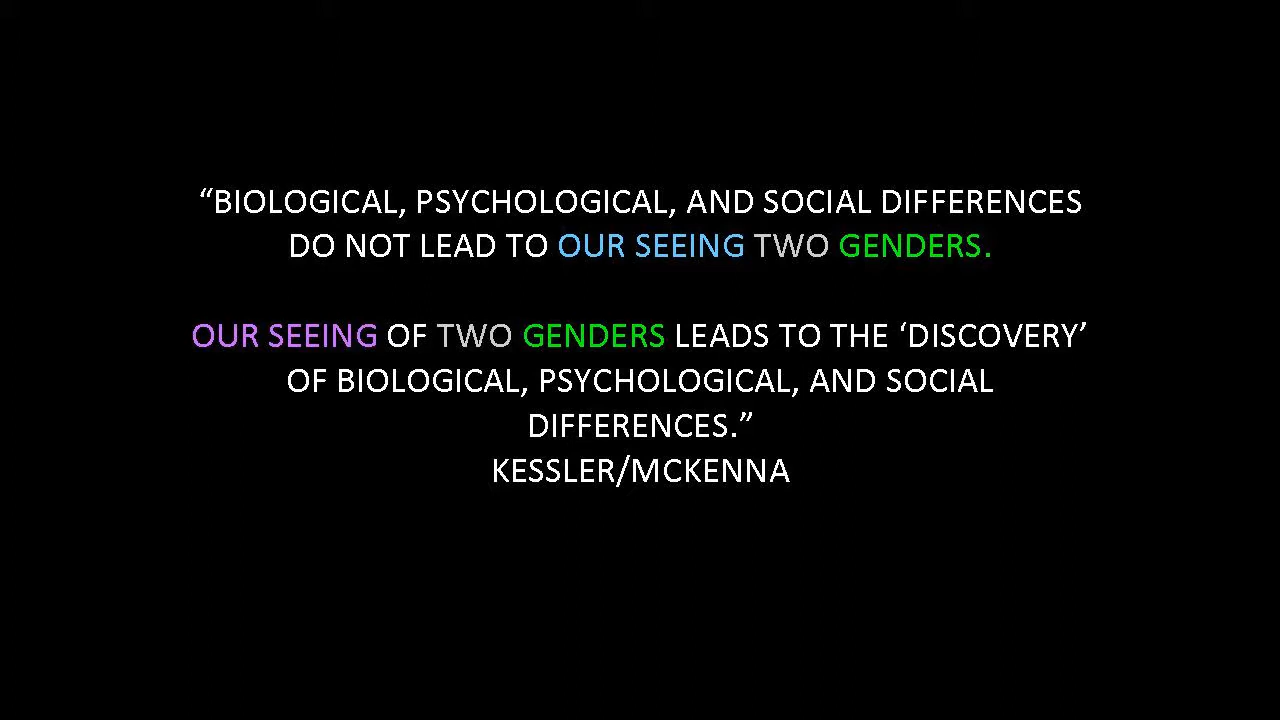 “BIOLOGICAL, PSYCHOLOGICAL, AND SOCIAL DIFFERENCES
DO NOT LEAD TO OUR SEEING TWO GENDERS.
OUR SEEING OF TWO GENDERS LEADS TO THE ‘DISCOVERY’
OF BIOLOGICAL, PSYCHOLOGICAL, AND SOCIAL
DIFFERENCES.”
KESSLER/MCKENNA